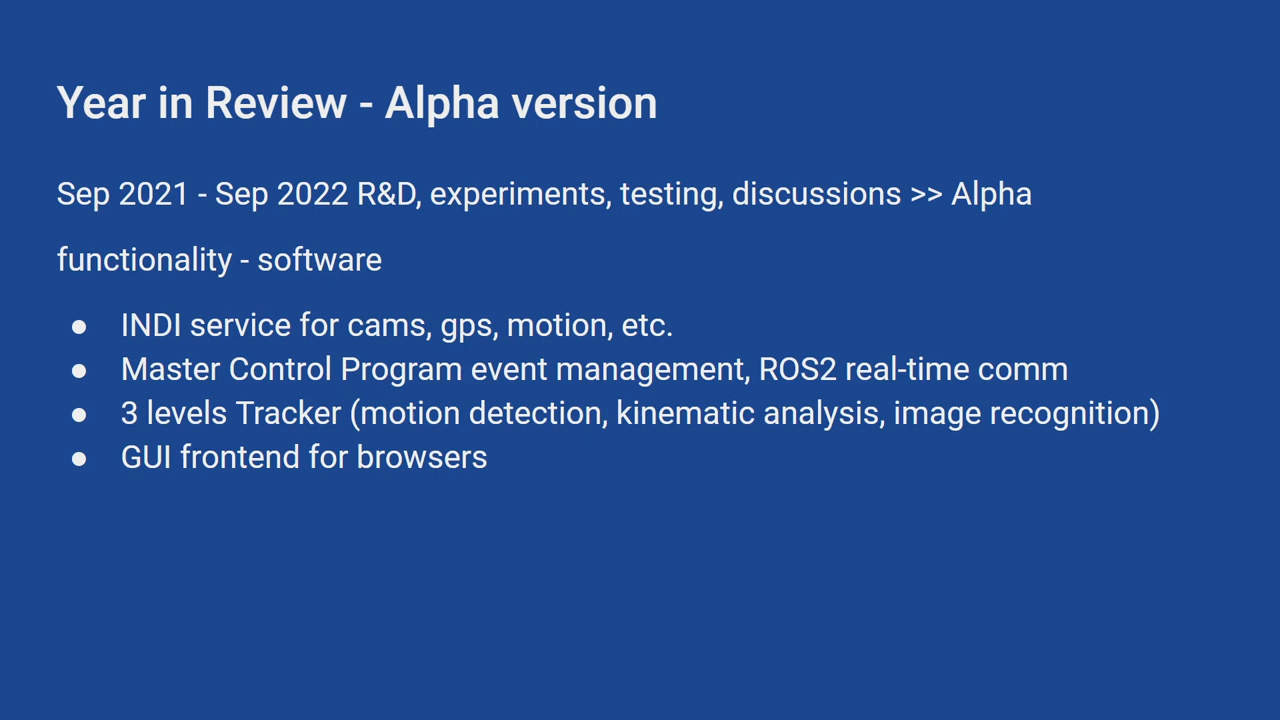 Year in Review - Alpha version
Sep 2021 - Sep 2022 R&D, experiments, testing, discussions >> Alpha
functionality - software
● INDI service for cams, gps, motion, etc.
● Master Control Program event management, ROS2 real-time comm
● 3 levels Tracker (motion detection, kinematic analysis, image recognition)
● GUI frontend for browsers